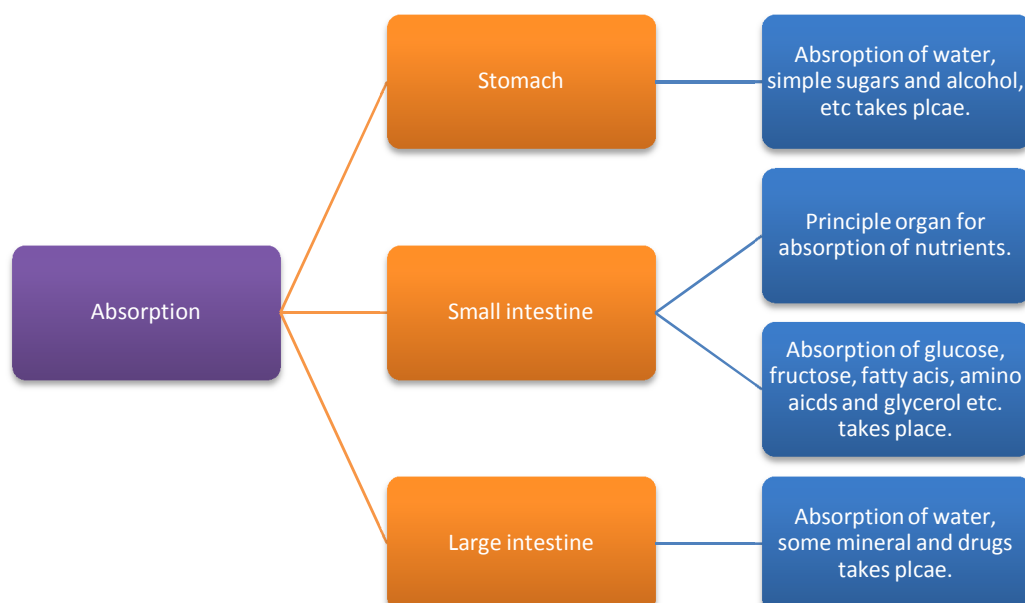 Absorption
Stomach
Absroption of water,
simple sugars and alcohol,
etc takes plcae.
Small intestine
Principle organ for
absorption of nutrients.
Absorption of glucose,
fructose, fatty acis, amino
aicds and glycerol etc.
takes place.
Large intestine
Absorption of water,
some mineral and drugs
takes plcae.